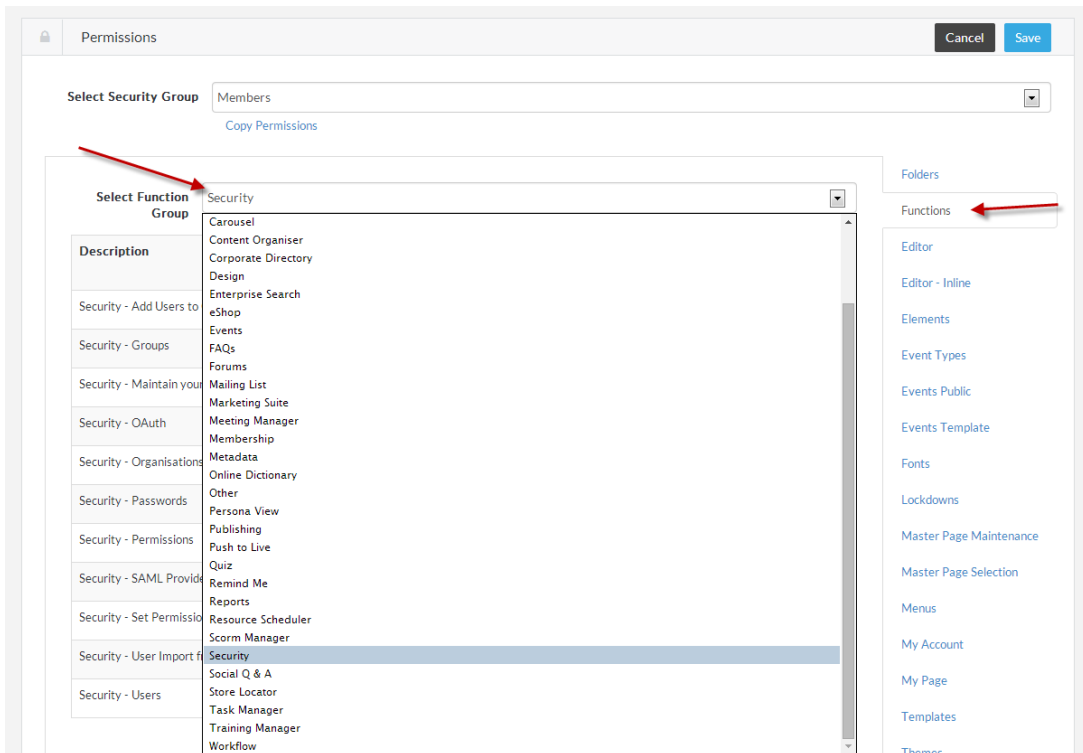 Permissions
Cancel
Save
Select Security Group
Members
Copy Permissions
Select Function
Group
Security
Carousel
Content Organiser
Corporate Directory
Design
Enterprise Search
eShop
Events
FAQs
Forums
Mailing List
Marketing Suite
Meeting Manager
Membership
Metadata
Online Dictionary
Other
Persona View
Publishing
Push to Live
Quiz
Remind Me
Reports
Resource Scheduler
Scorm Manager
Security
Social Q & A
Store Locator
Task Manager
Training Manager
Workflow
Description
Security - Add Users to
Security - Groups
Security - Maintain your
Security - OAuth
Security - Organisations
Security - Passwords
Security - Permissions
Security - SAML Provide
Security - Set Permissio
Security - User Import f
Security - Users
Folders
Functions
Editor
Editor - Inline
Elements
Event Types
Events Public
Events Template
Fonts
Lockdowns
Master Page Maintenance
Master Page Selection
Menus
My Account
My Page
Templates
Themes